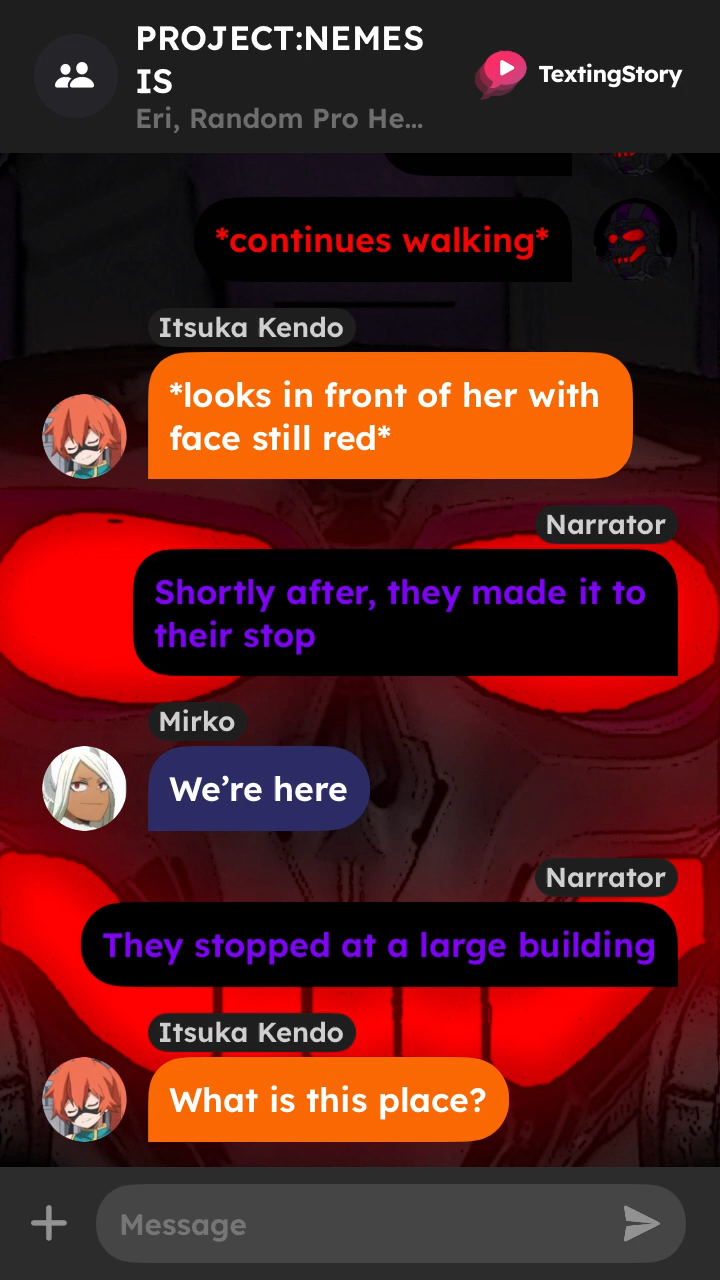 PROJECT:NEMES
IS
Eri, Random Pro He...
TextingStory
*continues walking*
Itsuka Kendo
*looks in front of her with
face still red*
Narrator
Shortly after, they made it to
their stop
Mirko
We’re here
Narrator
They stopped at a large building
Itsuka Kendo
What is this place?
Message